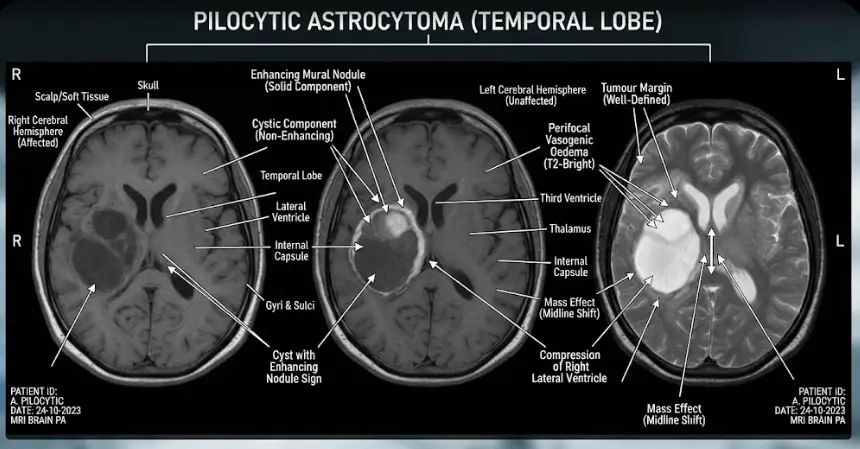 PILOCYTIC ASTROCYTOMA (TEMPORAL LOBE)
R
L
Scalp/Soft Tissue
Skull
Right Cerebral
Hemisphere
(Affected)
Enhancing Mural Nodule
(Solid Component)
Cystic Component
(Non-Enhancing)
Temporal Lobe
Lateral
Ventricle
Internal
Capsule
Gyri & Sulci
Cyst with
Enhancing
Nodule Sign
Left Cerebral Hemisphere
(Unaffected)
Tumour Margin
(Well-Defined)
Perifocal
Vasogenic
Oedema
(T2-Bright)
Third Ventricle
Thalamus
Internal
Capsule
Mass Effect
(Midline Shift)
Compression
of Right
Lateral Ventricle
Mass Effect
(Midline Shift)
R
L
PATIENT ID:
A. PILOCYTIC
DATE: 24-10-2023
MRI BRAIN PA
PATIENT ID:
A. PILOCYTIC
DATE: 24-10-2023
MRI BRAIN PA